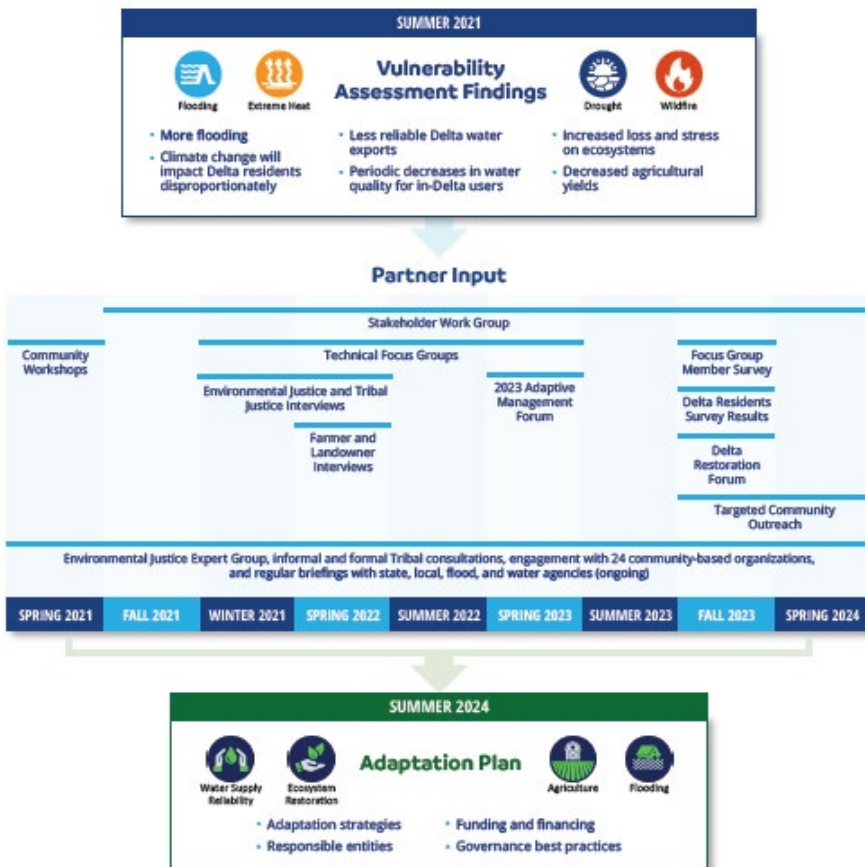 SUMMER 2021
Vulnerability
Assessment Findings
Flooding
Extreme Heat
Drought
Wildfire
• More flooding
• Climate change will
impact Delta residents
disproportionately
• Less reliable Delta water
exports
• Periodic decreases in water
quality for in-Delta users
• Increased loss and stress
on ecosystems
• Decreased agricultural
yields
Partner Input
Stakeholder Work Group
Community
Workshops
Technical Focus Groups
Focus Group
Member Survey
Environmental Justice and Tribal
Justice Interviews
2023 Adaptive
Management
Forum
Delta Residents
Survey Results
Farmer and
Landowner
Interviews
Delta
Restoration
Forum
Targeted Community
Outreach
Environmental Justice Expert Group, informal and formal Tribal consultations, engagement with 24 community-based organizations,
and regular briefings with state, local, flood, and water agencies (ongoing)
SPRING 2021 FALL 2021 WINTER 2021 SPRING 2022 SUMMER 2022 SPRING 2023 SUMMER 2023 FALL 2023 SPRING 2024
SUMMER 2024
Adaptation Plan
Water Supply
Reliability
Ecosystem
Restoration
Agriculture
Flooding
• Adaptation strategies
• Responsible entities
• Funding and financing
• Governance best practices